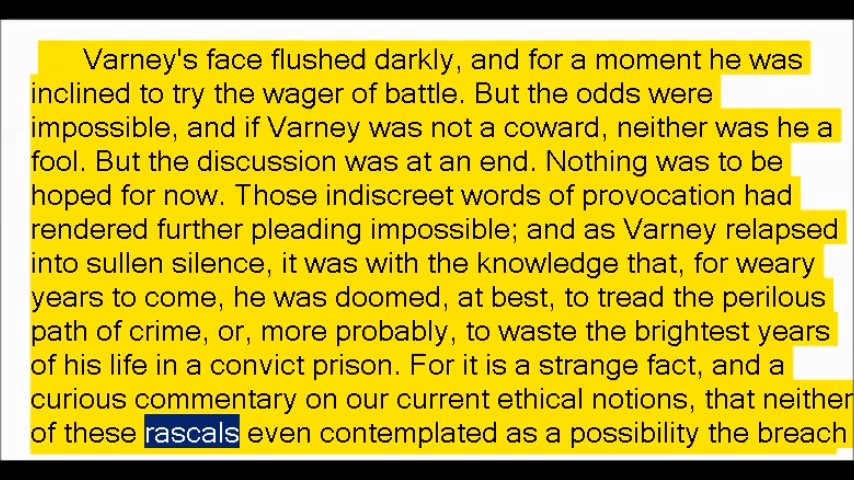 Varney's face flushed darkly, and for a moment he was
inclined to try the wager of battle. But the odds were
impossible, and if Varney was not a coward, neither was he a
fool. But the discussion was at an end. Nothing was to be
hoped for now. Those indiscreet words of provocation had
rendered further pleading impossible; and as Varney relapsed
into sullen silence, it was with the knowledge that, for weary
years to come, he was doomed, at best, to tread the perilous
path of crime, or, more probably, to waste the brightest years
of his life in a convict prison. For it is a strange fact, and a
curious commentary on our current ethical notions, that neither
of these rascals even contemplated as a possibility the breach